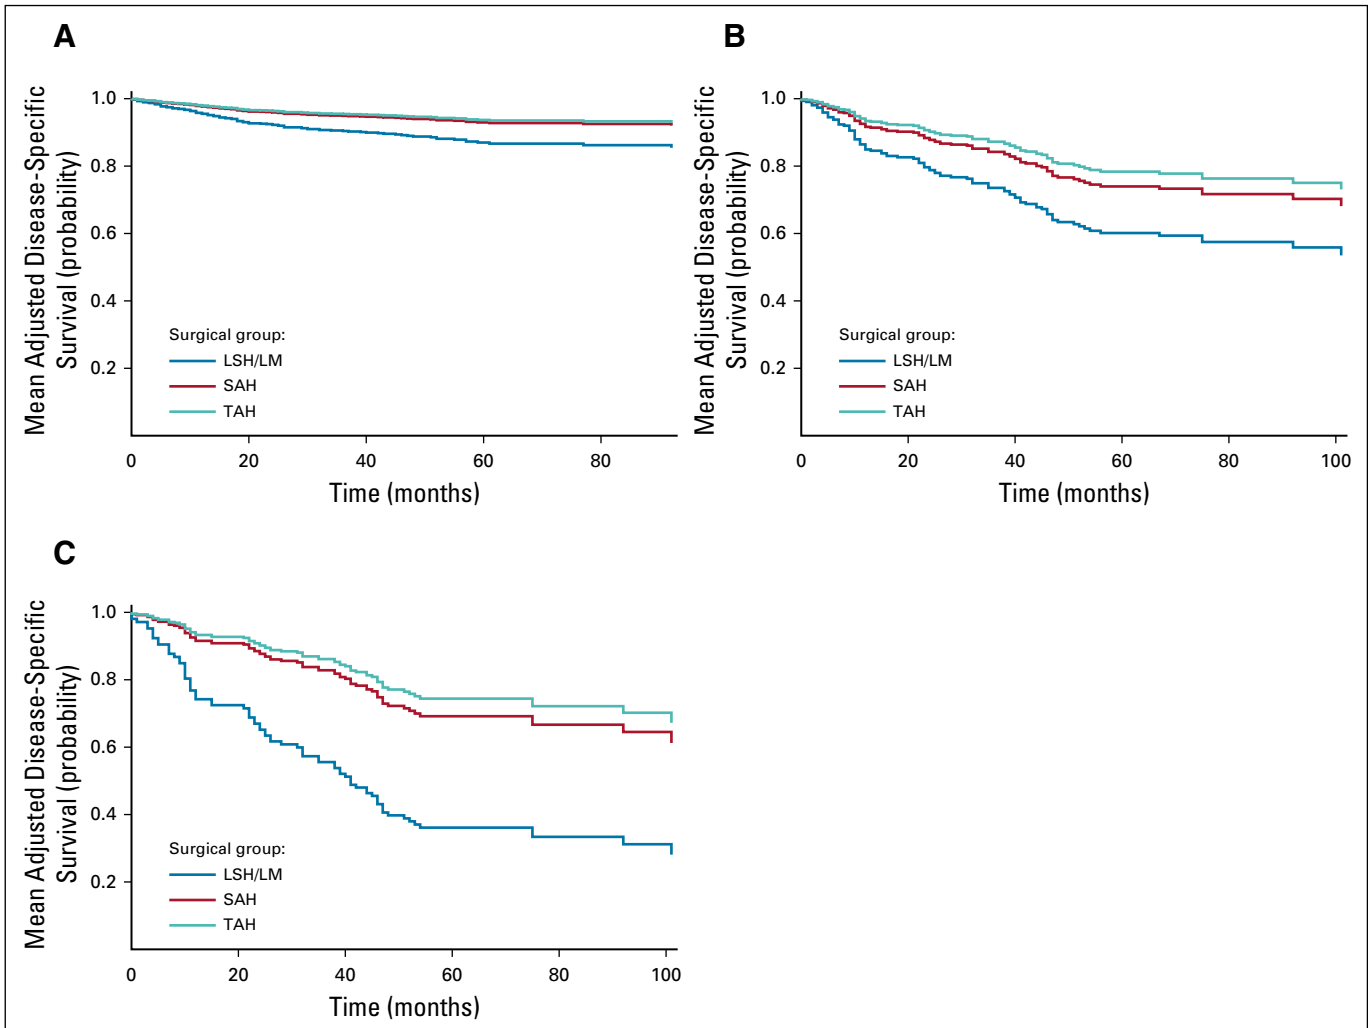 A
Mean Adjusted Disease-Specific
Survival (probability)
1.0
0.8
0.6
0.4
0.2
Surgical group:
LSH/LM
SAH
TAH
0 20 40 60 80
Time (months)
B
Mean Adjusted Disease-Specific
Survival (probability)
1.0
0.8
0.6
0.4
0.2
Surgical group:
LSH/LM
SAH
TAH
0 20 40 60 80 100
Time (months)
C
Mean Adjusted Disease-Specific
Survival (probability)
1.0
0.8
0.6
0.4
0.2
Surgical group:
LSH/LM
SAH
TAH
0 20 40 60 80 100
Time (months)